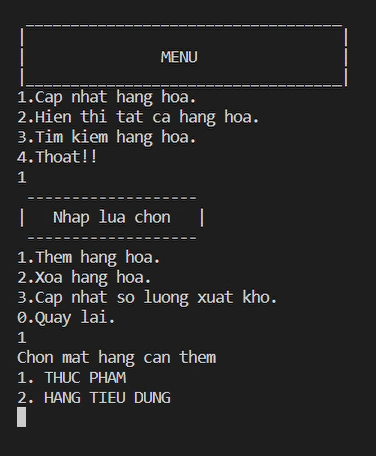 MENU
1.Cap nhat hang hoa.
2.Hien thi tat ca hang hoa.
3.Tim kiem hang hoa.
4.Thoat!!
1
-------------------
|   Nhap lua chon   |
-------------------
1.Them hang hoa.
2.Xoa hang hoa.
3.Cap nhat so luong xuat kho.
0.Quay lai.
1
Chon mat hang can them
1. THUC PHAM
2. HANG TIEU DUNG